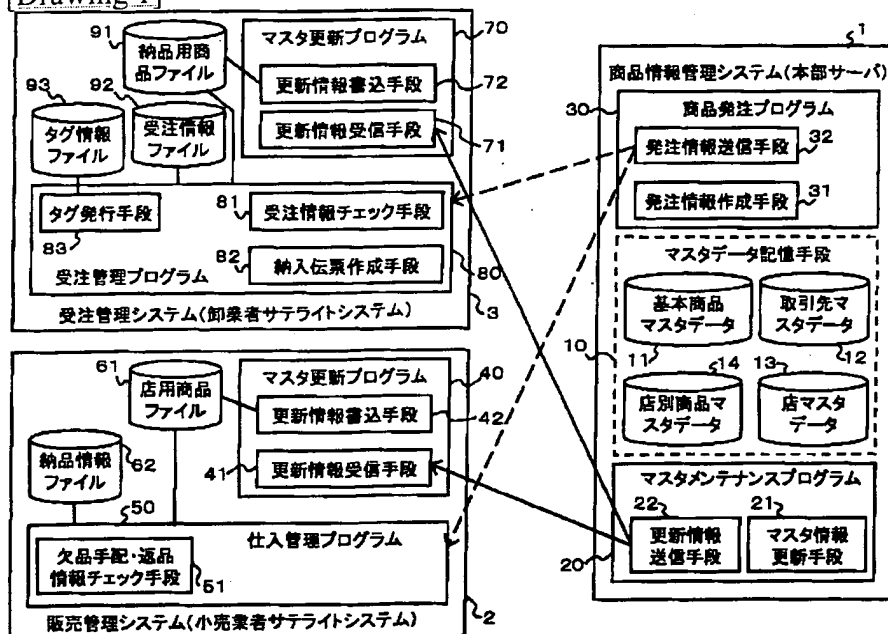 Drawing 1
91
納品用商
品ファイル
マスタ更新プログラム
70
更新情報書込手段
72
更新情報受信手段
71
93
92
タグ情報
ファイル
受注情報
ファイル
タグ発行手段
83
81
受注情報チェック手段
82
納入伝票作成手段
80
受注管理プログラム
3
受注管理システム(卸業者サテライトシステム)
61
店用商品
ファイル
マスタ更新プログラム
40
更新情報書込手段
42
納品情報
ファイル
62
41
更新情報受信手段
50
仕入管理プログラム
欠品手配・返品
情報チェック手段
51
販売管理システム(小売業者サテライトシステム)
2
1
商品情報管理システム(本部サーバ)
30
商品発注プログラム
発注情報送信手段
32
発注情報作成手段
31
マスタデータ記憶手段
10
基本商品
マスタデータ
11
取引先マ
スタデータ
12
14
店別商品マ
スタデータ
13
店マスタ
データ
マスタメンテナンスプログラム
22
更新情報
送信手段
21
マスタ情報
更新手段
20